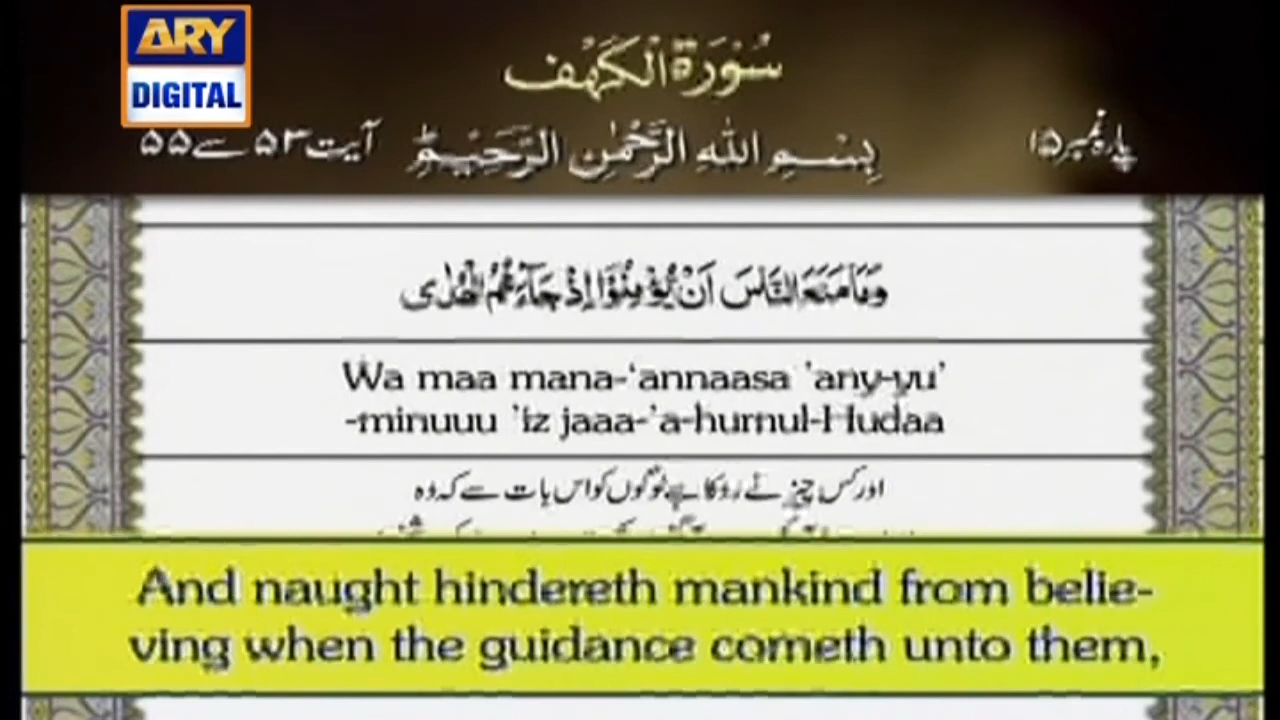 ARY
DIGITAL
سُوْرَةُ الْكَهْفِ
پارہ نمبر ۱۵
بِسْمِ اللهِ الرَّحْمٰنِ الرَّحِيْمِ
آیت ۵۳ سے ۵۵
وَمَا مَنَعَ النَّاسَ اَنْ يُّؤْمِنُوْٓا اِذْ جَآءَهُمُ الْهُدٰى
Wa maa mana-‘annaasa ’any-yu’
-minuuu ’iz jaaa-’a-humul-Hudaa
اور کس چیز نے روکا ہے لوگوں کو اس بات سے کہ وہ
And naught hindereth mankind from belie-
ving when the guidance cometh unto them,